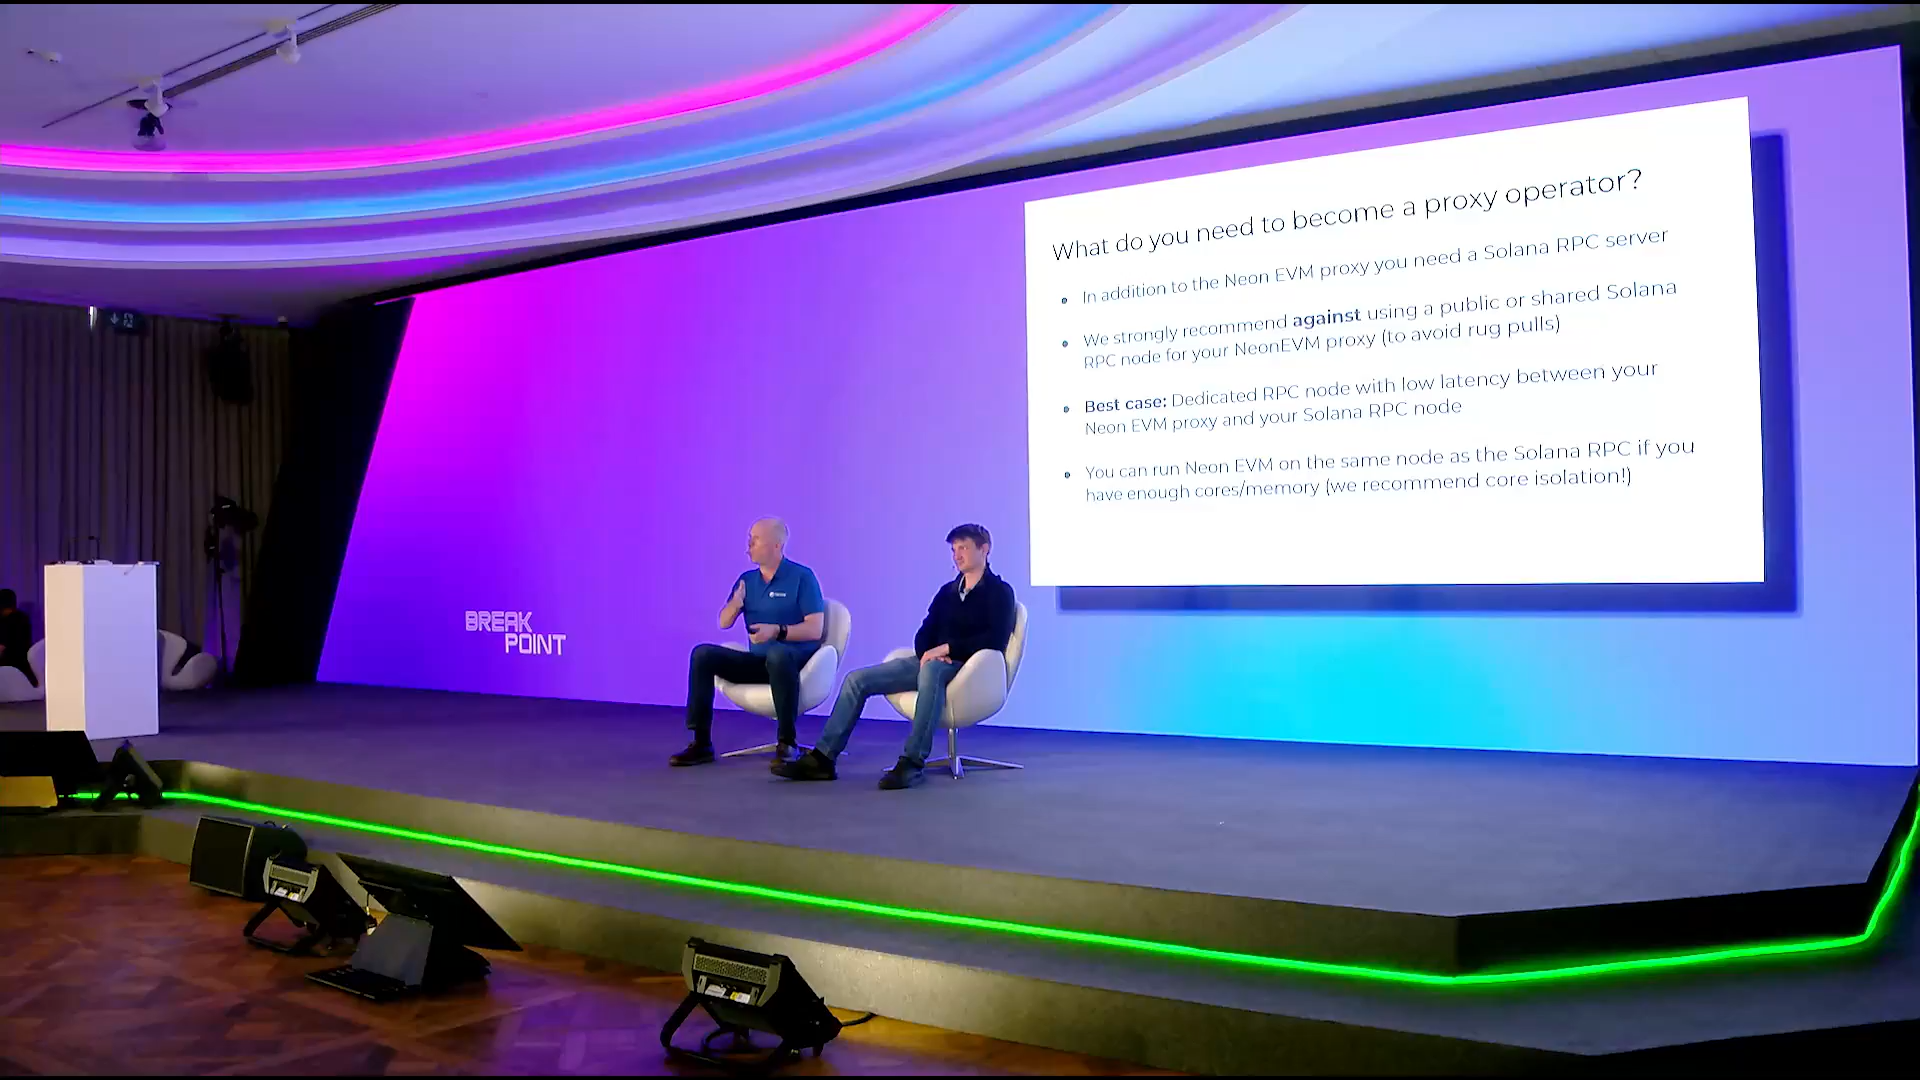 What do you need to become a proxy operator?
• In addition to the Neon EVM proxy you need a Solana RPC server
• We strongly recommend against using a public or shared Solana
RPC node for your NeonEVM proxy (to avoid rug pulls)
• Best case: Dedicated RPC node with low latency between your
Neon EVM proxy and your Solana RPC node
• You can run Neon EVM on the same node as the Solana RPC if you
have enough cores/memory (we recommend core isolation!)
BREAK
POINT